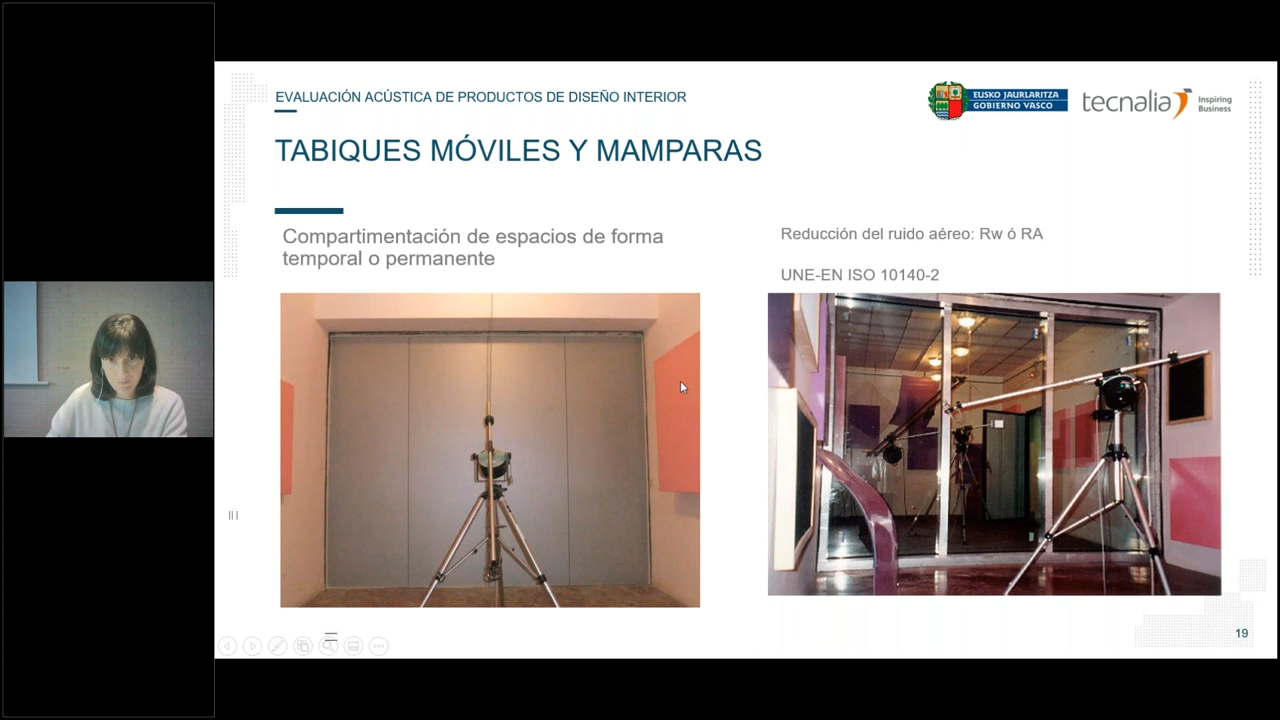 EVALUACIÓN ACÚSTICA DE PRODUCTOS DE DISEÑO INTERIOR
EUSKO JAURLARITZA
GOBIERNO VASCO
tecnalia
Inspiring
Business
TABIQUES MÓVILES Y MAMPARAS
Compartimentación de espacios de forma
temporal o permanente
Reducción del ruido aéreo: Rw ó RA
UNE-EN ISO 10140-2
19